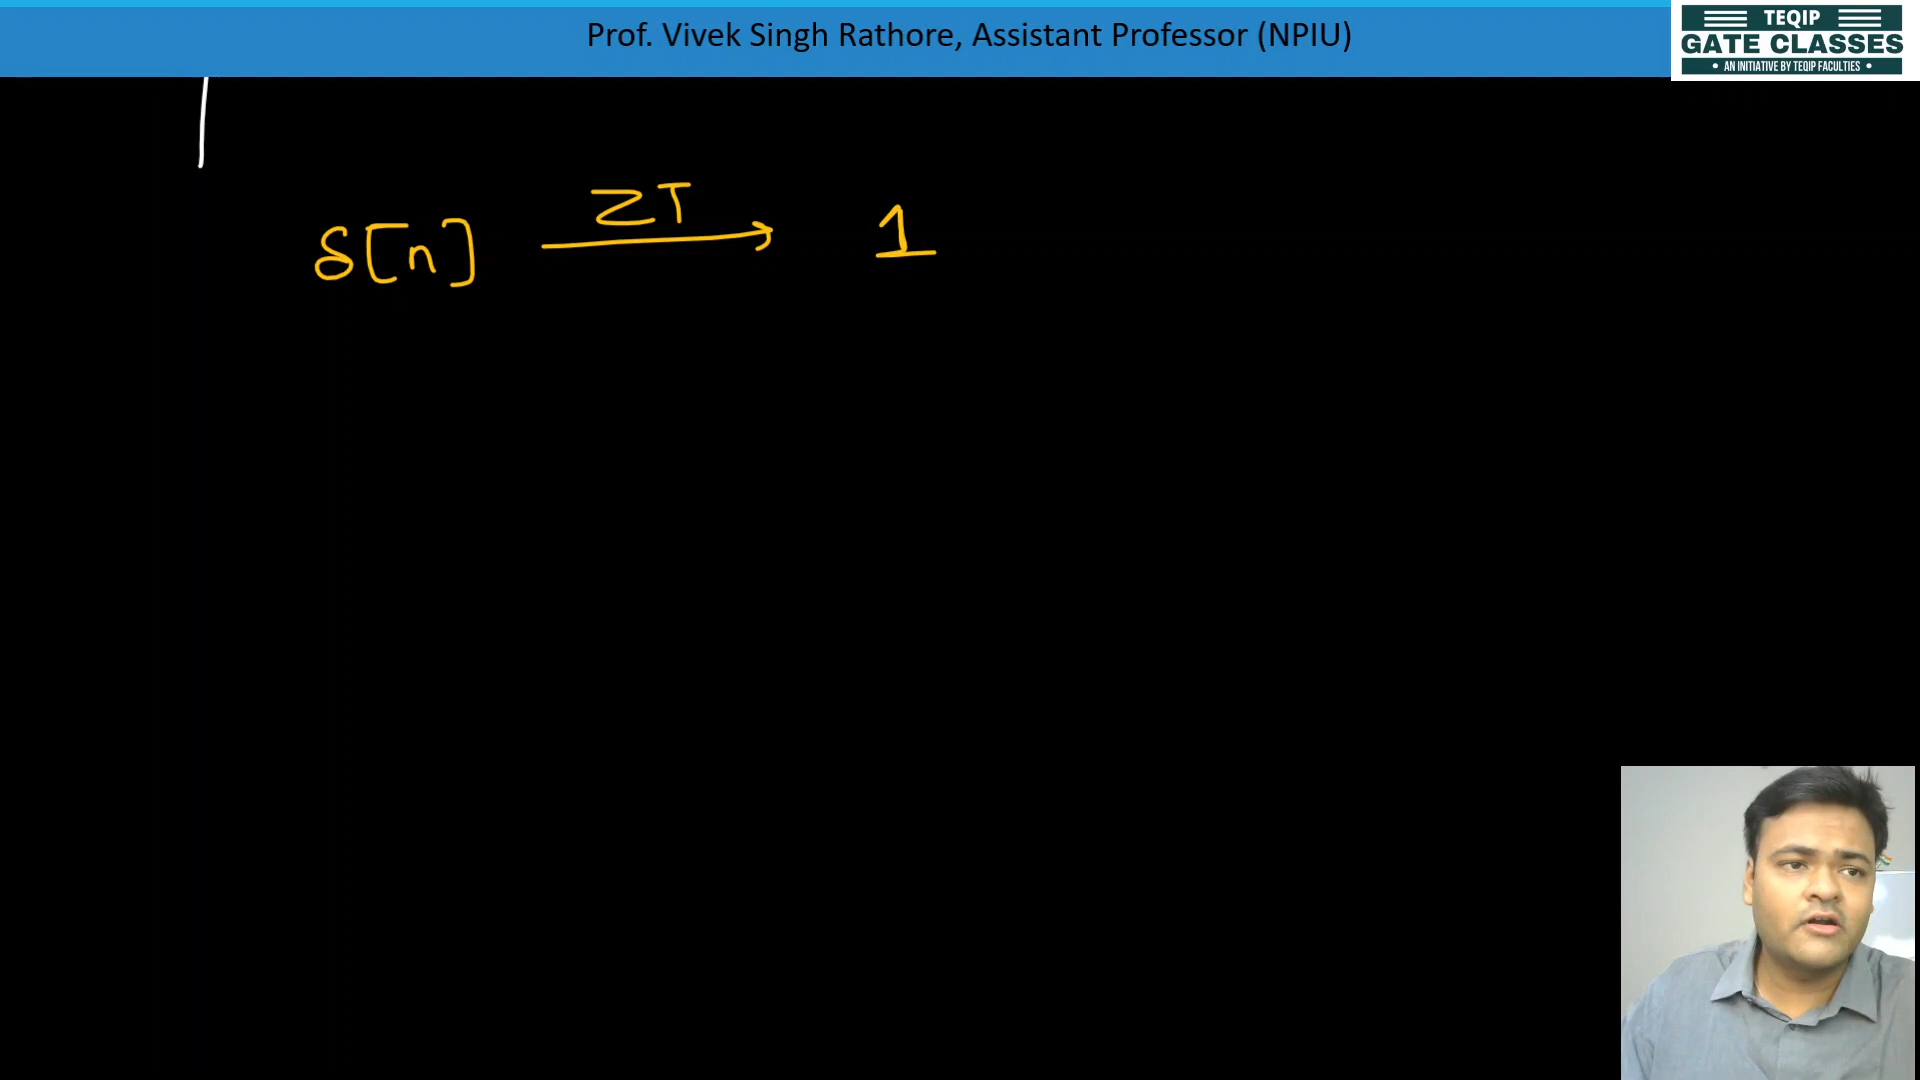 Prof. Vivek Singh Rathore, Assistant Professor (NPIU)
TEQIP
GATE CLASSES
• AN INITIATIVE BY TEQIP FACULTIES •
δ[n] ZT→ 1